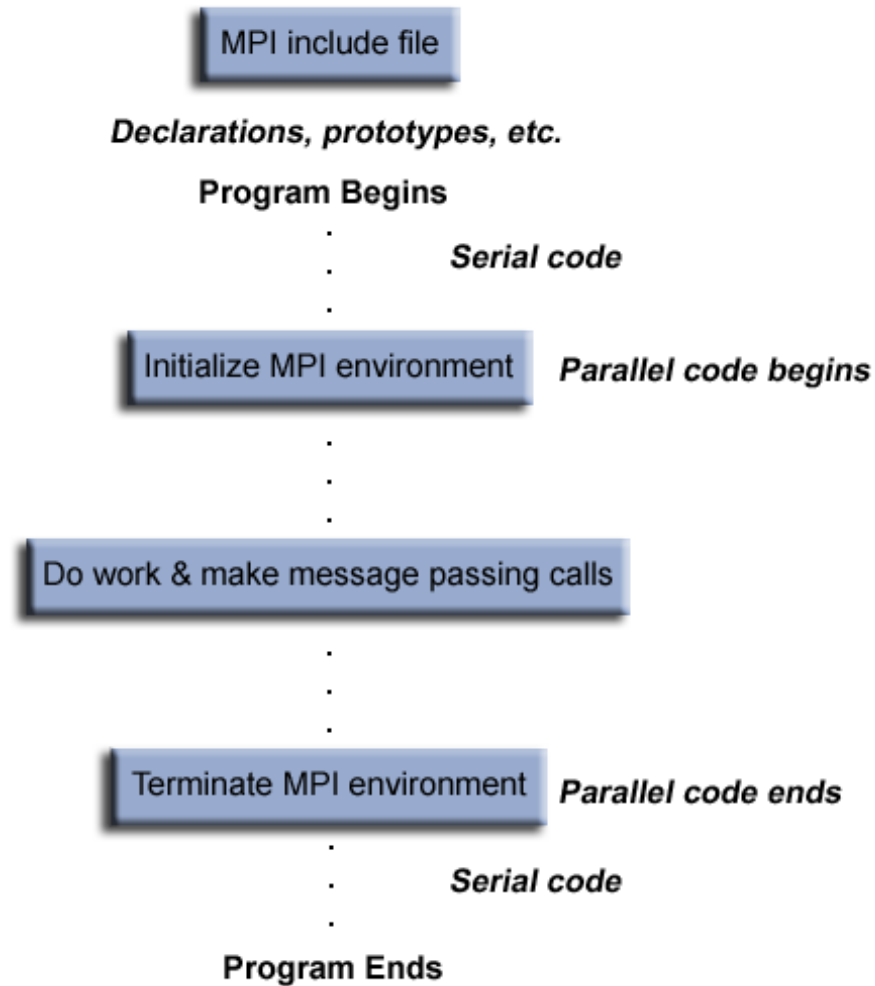 MPI include file
Declarations, prototypes, etc.
Program Begins
Serial code
Initialize MPI environment
Parallel code begins
Do work & make message passing calls
Terminate MPI environment
Parallel code ends
Serial code
Program Ends